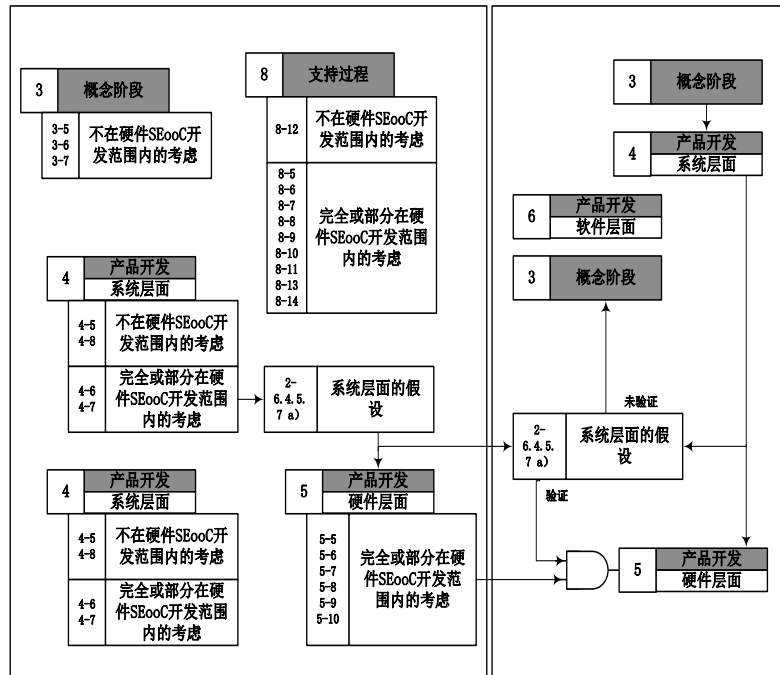 3
概念阶段
3-5
3-6
3-7
不在硬件SEooC开
发范围内的考虑
8
支持过程
8-12
不在硬件SEooC开
发范围内的考虑
8-5
8-6
8-7
8-8
8-9
8-10
8-11
8-13
8-14
完全或部分在硬
件SEooC开发范围
内的考虑
4
产品开发
系统层面
4-5
4-8
不在硬件SEooC开
发范围内的考虑
4-6
4-7
完全或部分在硬
件SEooC开发范围
内的考虑
2-
6.4.5.
7 a)
系统层面的假
设
4
产品开发
系统层面
4-5
4-8
不在硬件SEooC开
发范围内的考虑
4-6
4-7
完全或部分在硬
件SEooC开发范围
内的考虑
5
产品开发
硬件层面
5-5
5-6
5-7
5-8
5-9
5-10
完全或部分在硬
件SEooC开发范
围内的考虑
3
概念阶段
4
产品开发
系统层面
6
产品开发
软件层面
3
概念阶段
未验证
2-
6.4.5.
7 a)
系统层面的假
设
验证
5
产品开发
硬件层面